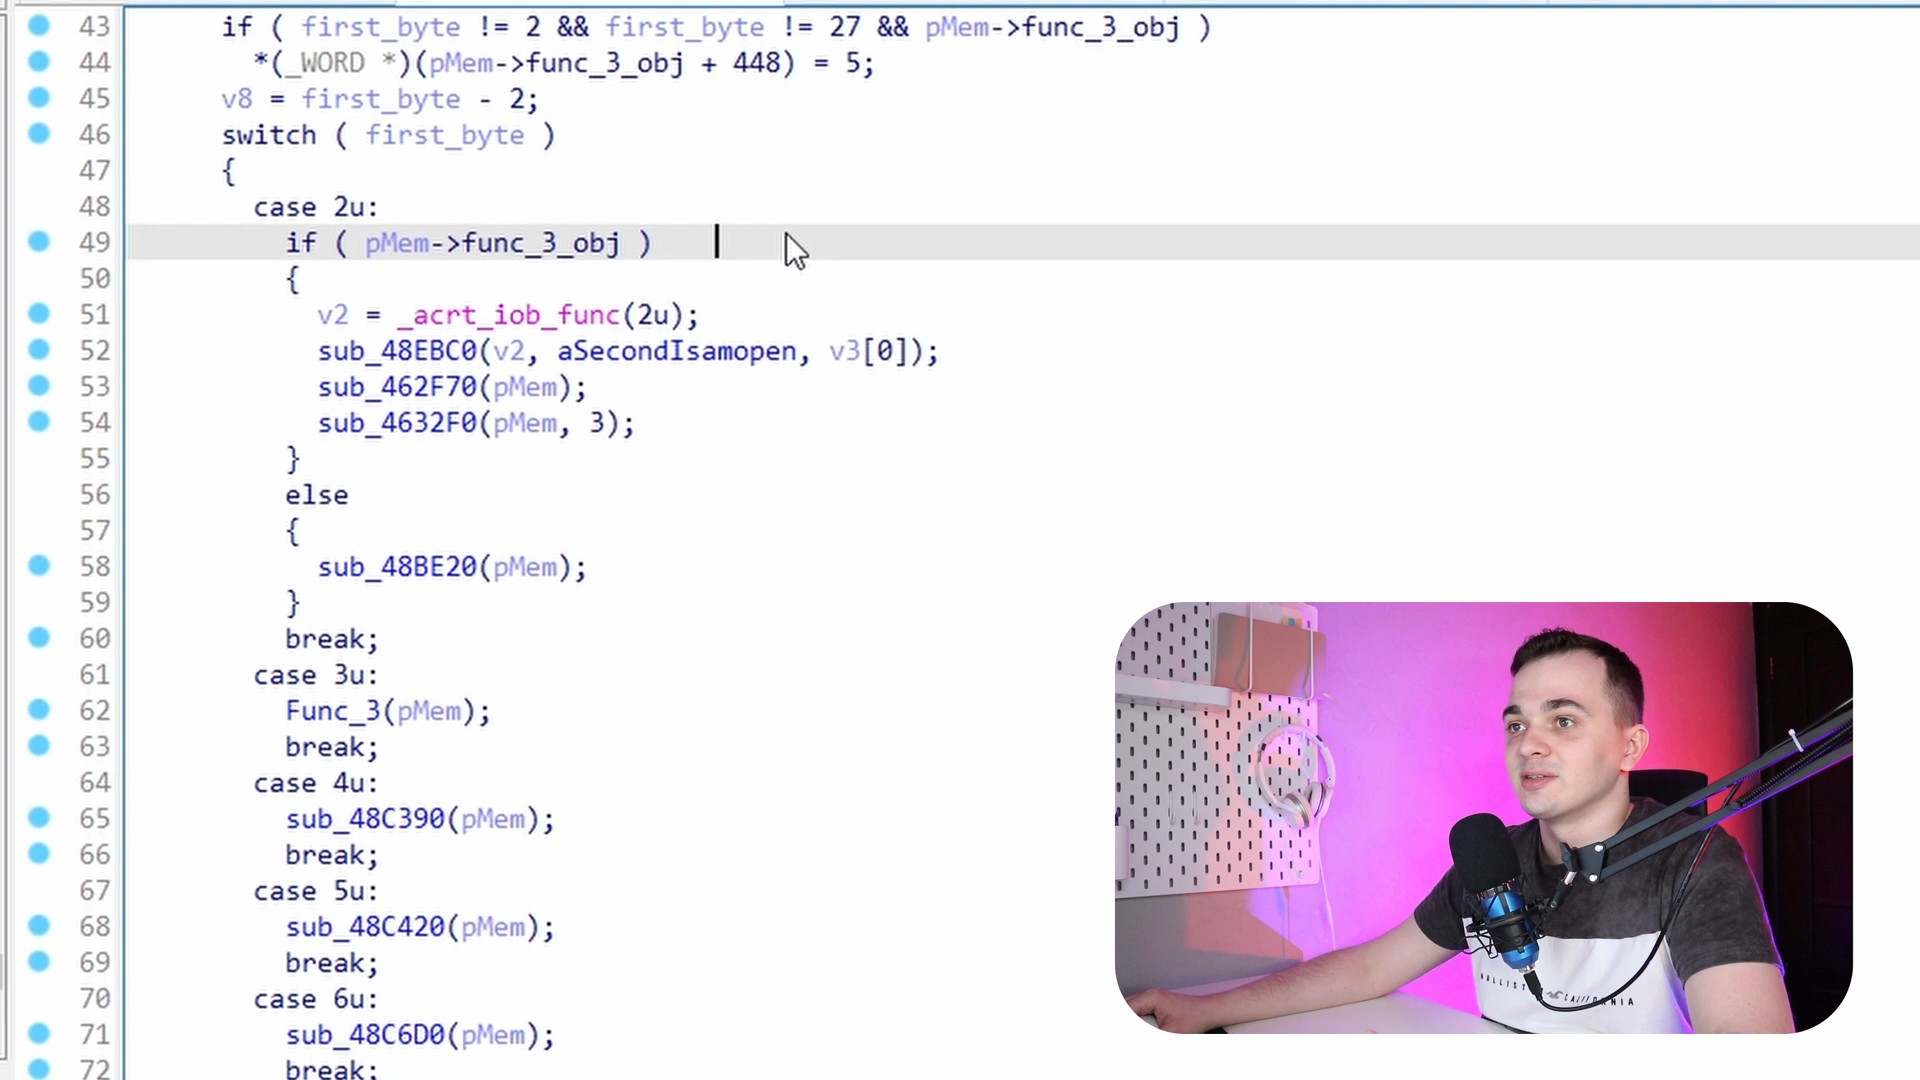 43 if ( first_byte != 2 && first_byte != 27 && pMem->func_3_obj )
44 *(_WORD *)(pMem->func_3_obj + 448) = 5;
45 v8 = first_byte - 2;
46 switch ( first_byte )
47 {
48 case 2u:
49 if ( pMem->func_3_obj )
50 {
51 v2 = _acrt_iob_func(2u);
52 sub_48EBC0(v2, aSecondIsamopen, v3[0]);
53 sub_462F70(pMem);
54 sub_4632F0(pMem, 3);
55 }
56 else
57 {
58 sub_48BE20(pMem);
59 }
60 break;
61 case 3u:
62 Func_3(pMem);
63 break;
64 case 4u:
65 sub_48C390(pMem);
66 break;
67 case 5u:
68 sub_48C420(pMem);
69 break;
70 case 6u:
71 sub_48C6D0(pMem);
72 break;